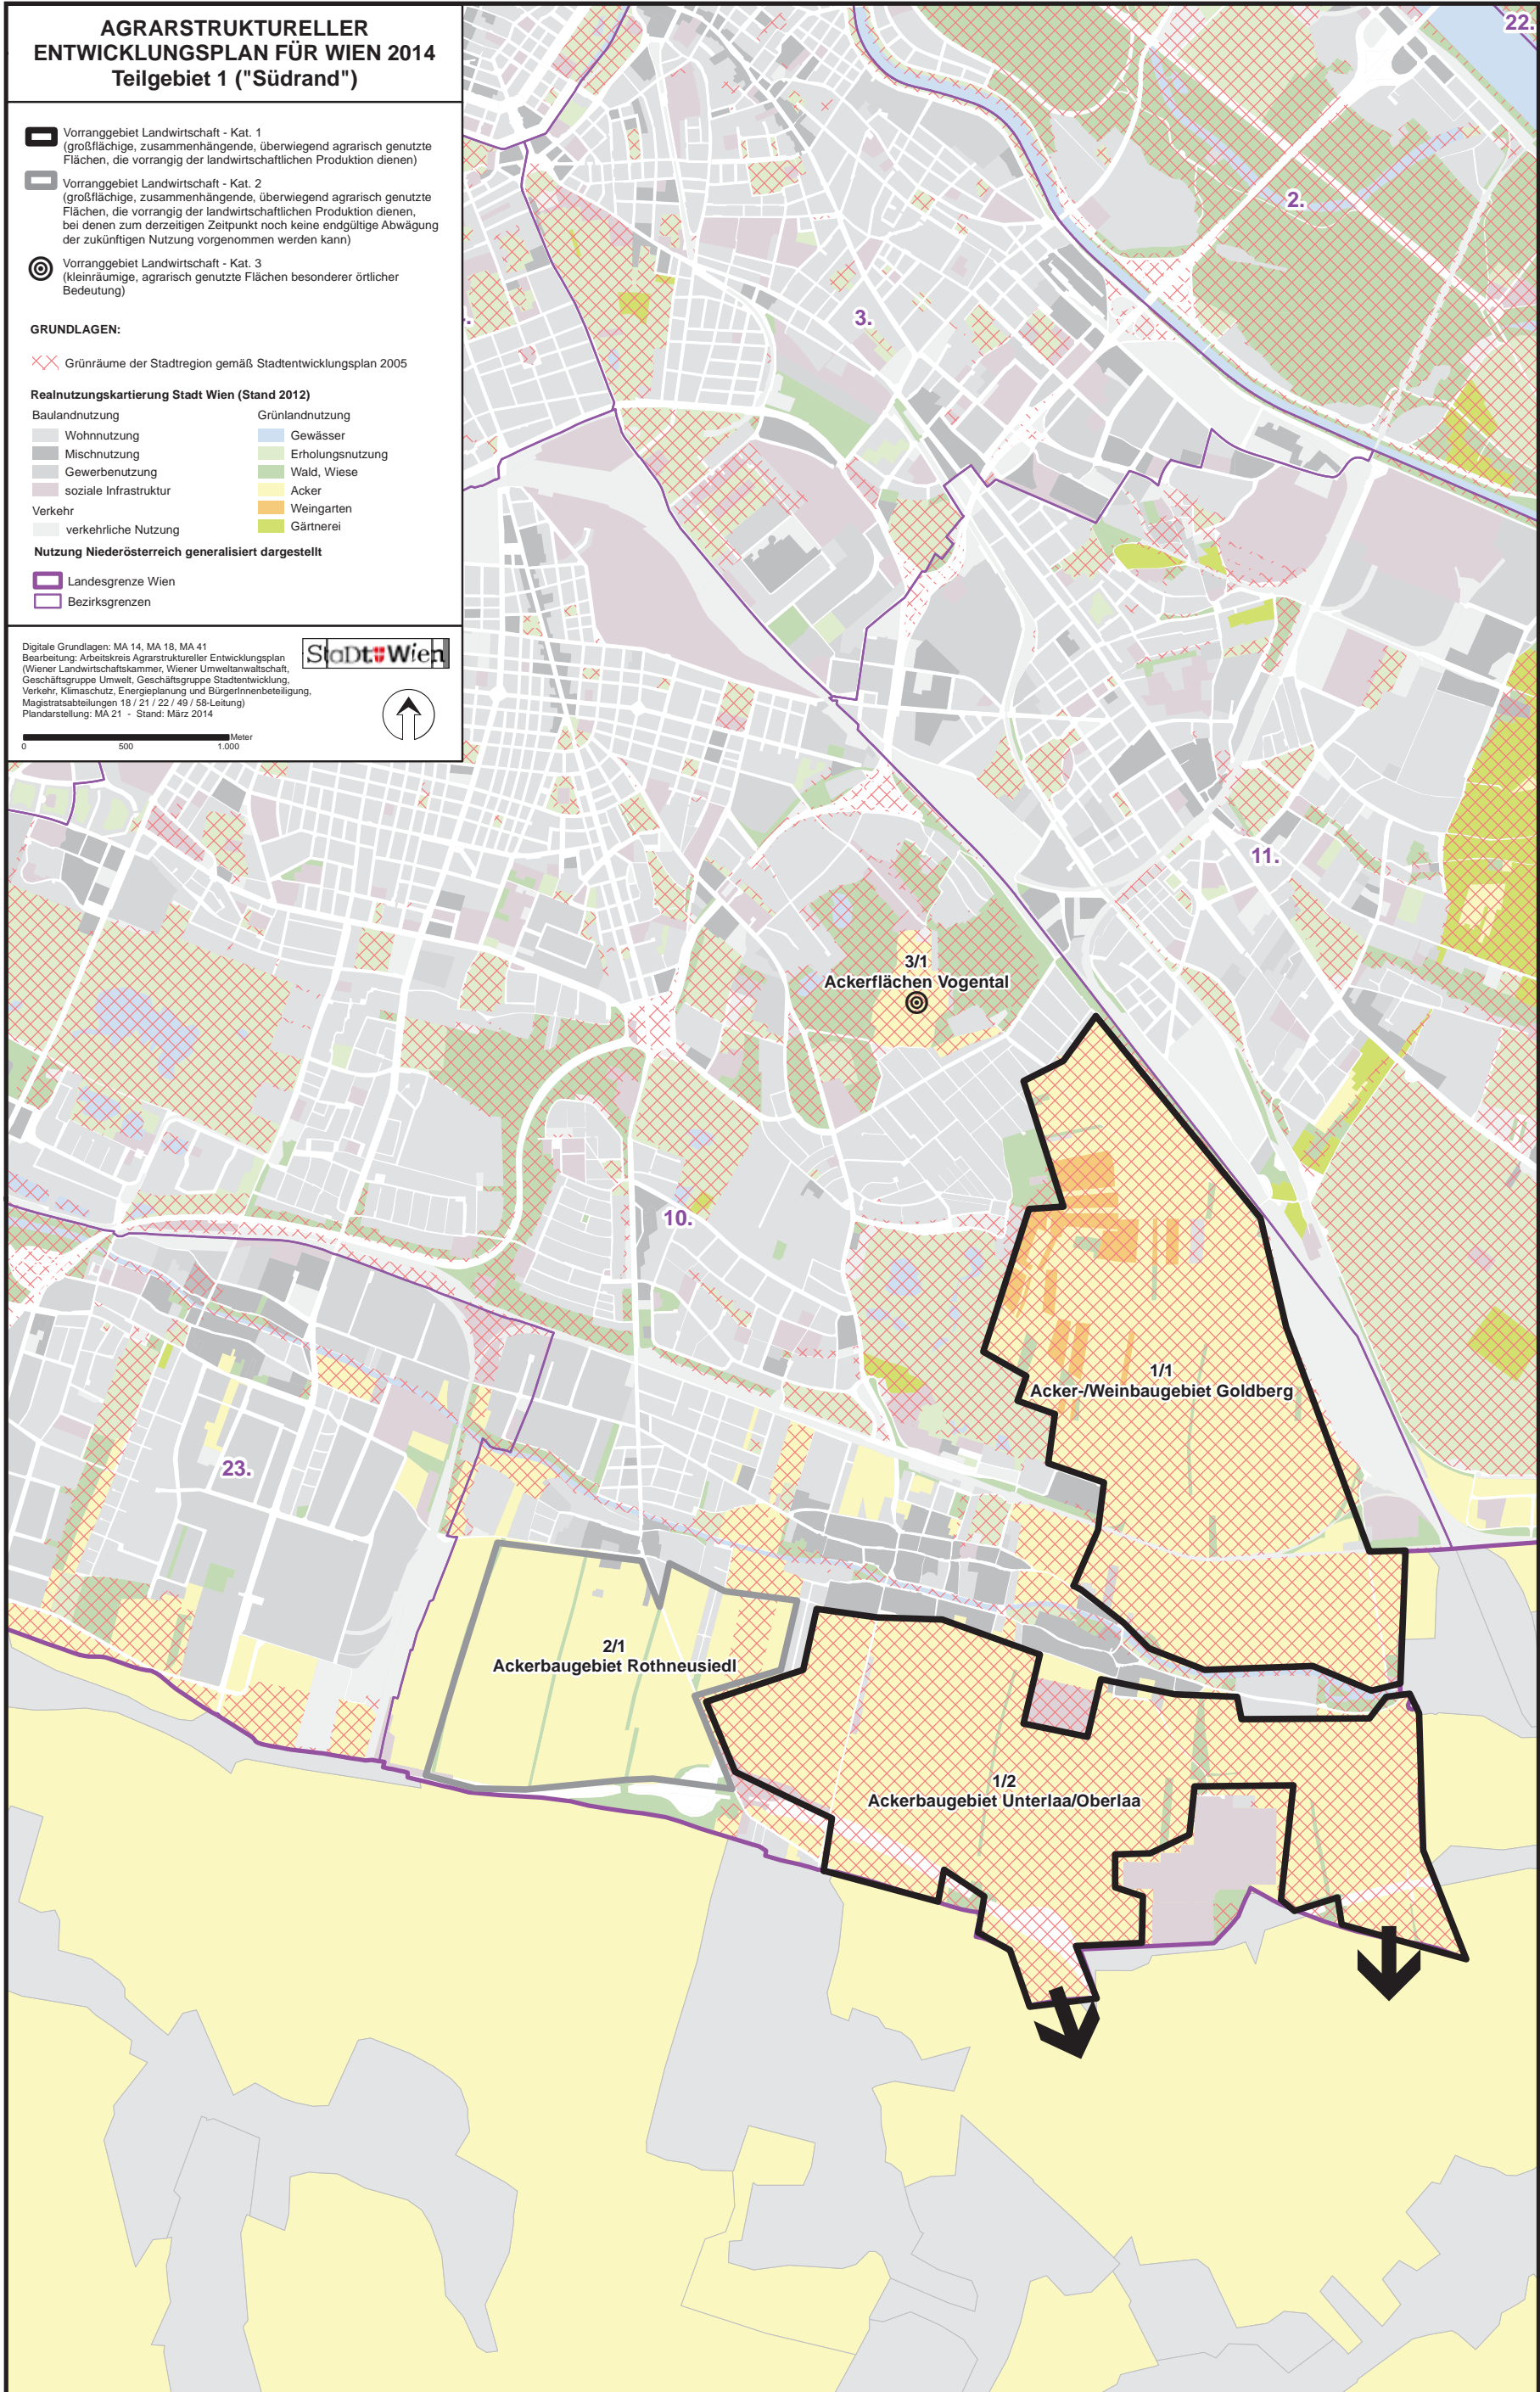 AGRARSTRUKTURELLER
ENTWICKLUNGSPLAN FÜR WIEN 2014
Teilgebiet 1 ("Südrand")
Vorranggebiet Landwirtschaft - Kat. 1
(großflächige, zusammenhängende, überwiegend agrarisch genutzte
Flächen, die vorrangig der landwirtschaftlichen Produktion dienen)
Vorranggebiet Landwirtschaft - Kat. 2
(großflächige, zusammenhängende, überwiegend agrarisch genutzte
Flächen, die vorrangig der landwirtschaftlichen Produktion dienen,
bei denen zum derzeitigen Zeitpunkt noch keine endgültige Abwägung
der zukünftigen Nutzung vorgenommen werden kann)
Vorranggebiet Landwirtschaft - Kat. 3
(kleinräumige, agrarisch genutzte Flächen besonderer örtlicher
Bedeutung)
GRUNDLAGEN:
Grünräume der Stadtregion gemäß Stadtentwicklungsplan 2005
Realnutzungskartierung Stadt Wien (Stand 2012)
Baulandnutzung
Wohnnutzung
Mischnutzung
Gewerbenutzung
soziale Infrastruktur
Verkehr
verkehrliche Nutzung
Grünlandnutzung
Gewässer
Erholungsnutzung
Wald, Wiese
Acker
Weingarten
Gärtnerei
Nutzung Niederösterreich generalisiert dargestellt
Landesgrenze Wien
Bezirksgrenzen
Digitale Grundlagen: MA 14, MA 18, MA 41
Bearbeitung: Arbeitskreis Agrarstruktureller Entwicklungsplan
(Wiener Landwirtschaftskammer, Wiener Umweltanwaltschaft,
Geschäftsgruppe Umwelt, Geschäftsgruppe Stadtentwicklung,
Verkehr, Klimaschutz, Energieplanung und BürgerInnenbeteiligung,
Magistratsabteilungen 18 / 21 / 22 / 49 / 58-Leitung)
Plandarstellung: MA 21 - Stand: März 2014
StaDt Wien
Meter
0 500 1.000
22.
2.
3.
11.
3/1
Ackerflächen Vogental
10.
1/1
Acker-/Weinbaugebiet Goldberg
23.
2/1
Ackerbaugebiet Rothneusiedl
1/2
Ackerbaugebiet Unterlaa/Oberlaa